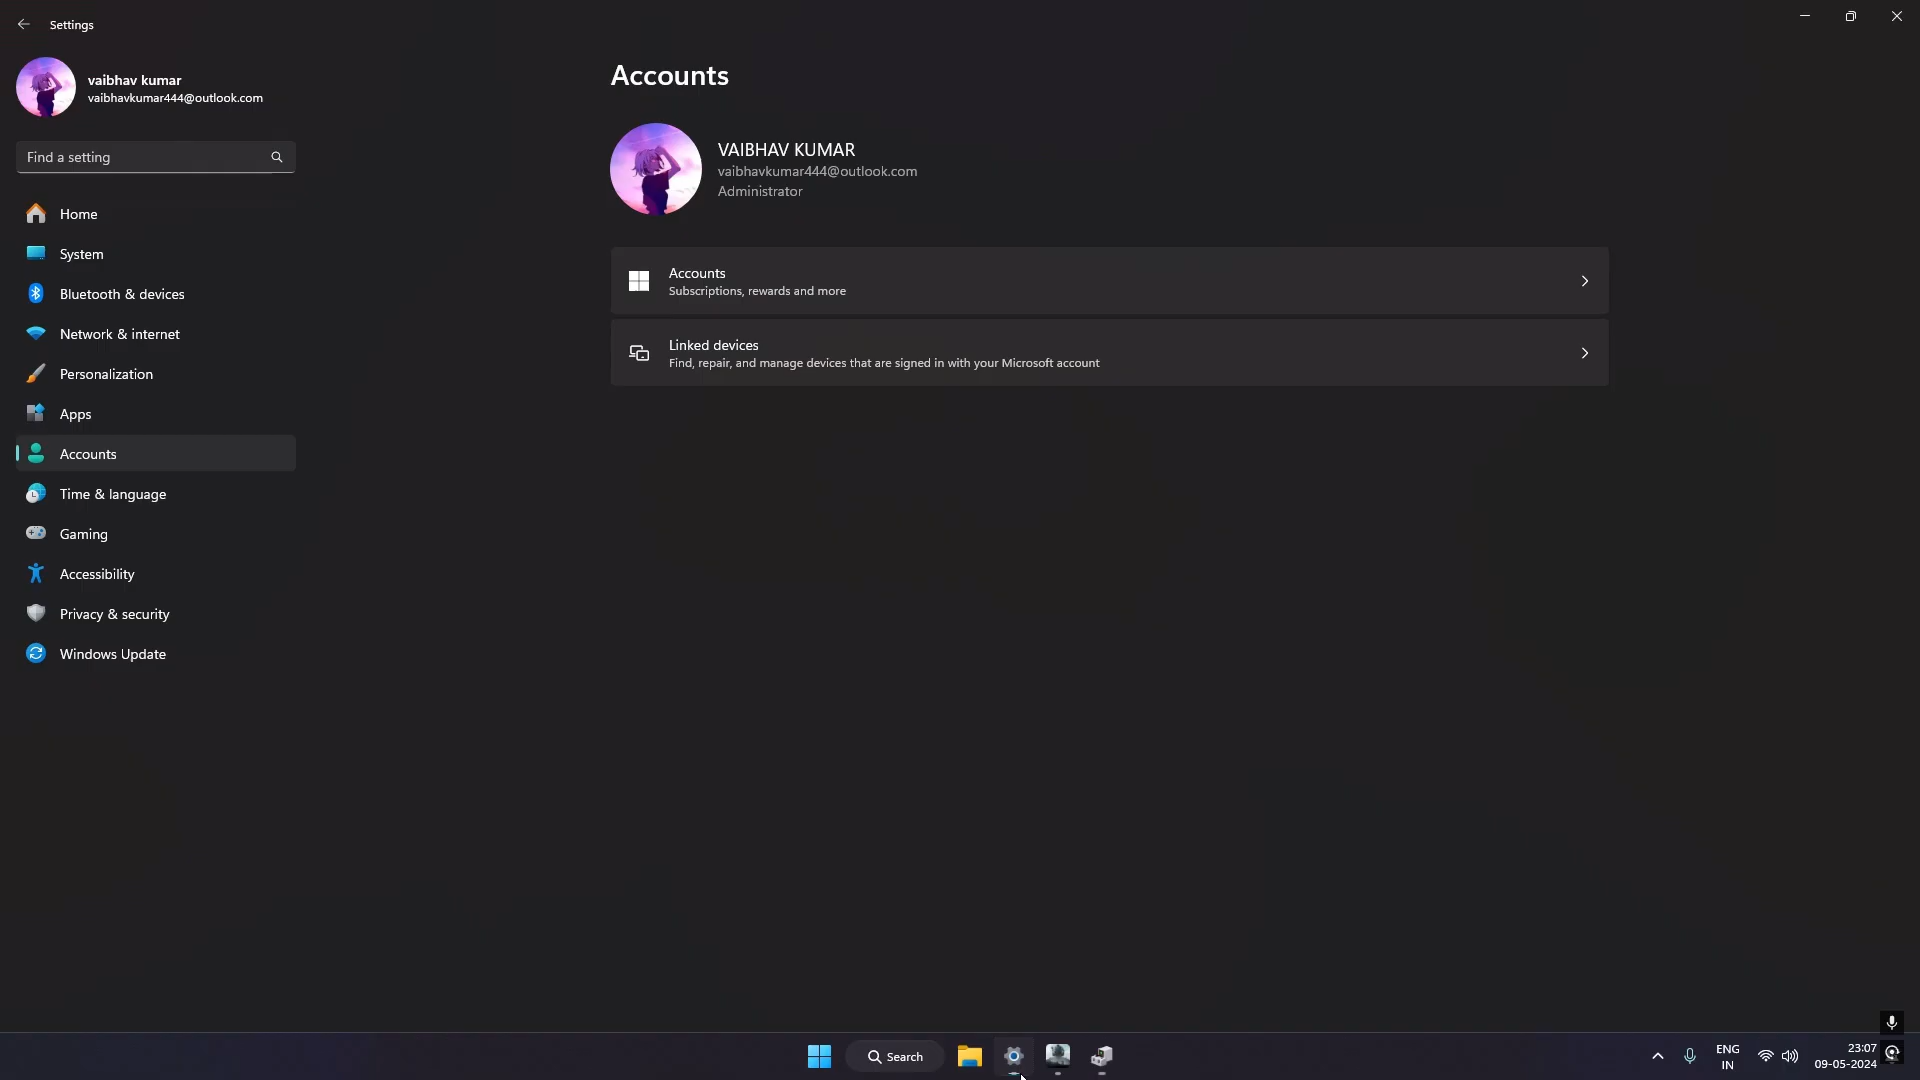 Settings
vaibhav kumar
vaibhavkumar444@outlook.com
Find a setting
Home
System
Bluetooth & devices
Network & internet
Personalization
Apps
Accounts
Time & language
Gaming
Accessibility
Privacy & security
Windows Update
Accounts
VAIBHAV KUMAR
vaibhavkumar444@outlook.com
Administrator
Accounts
Subscriptions, rewards and more
Linked devices
Find, repair, and manage devices that are signed in with your Microsoft account
Search
ENG
IN
23:07
09-05-2024